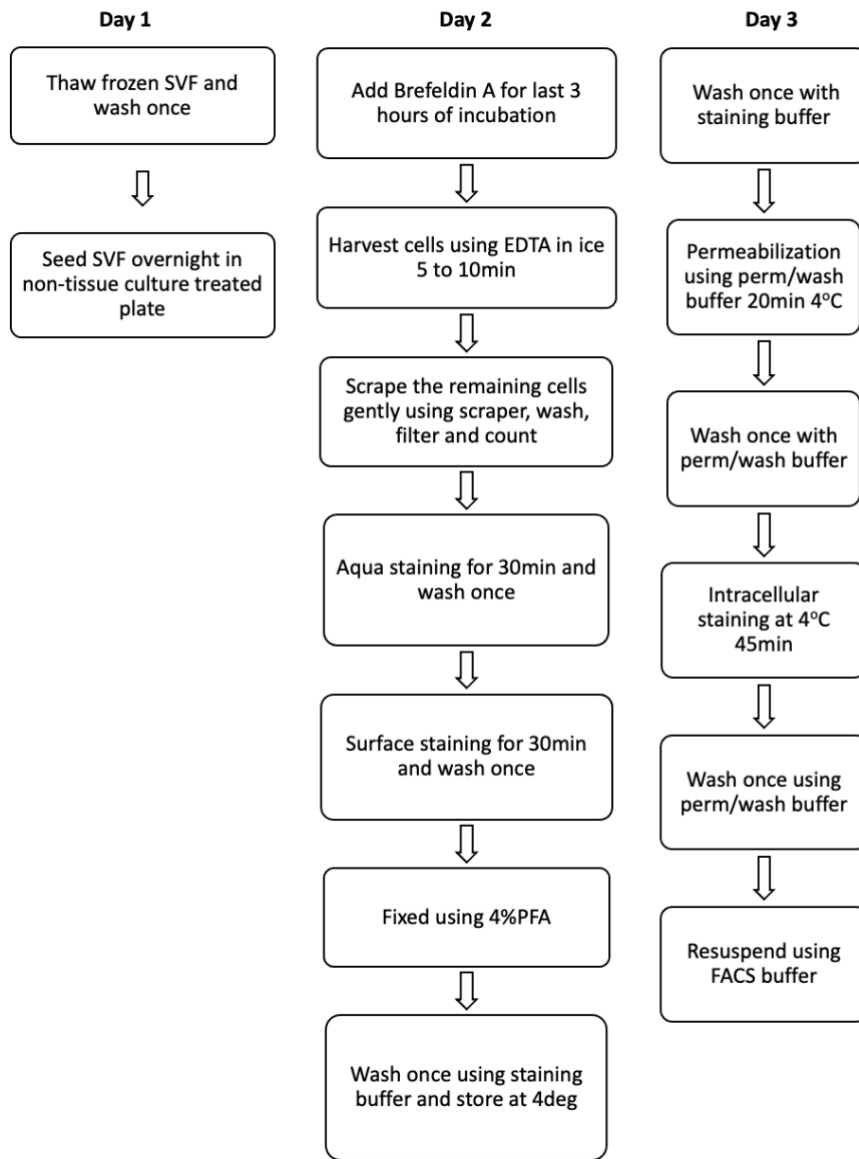 Day 1
Thaw frozen SVF and
wash once
Seed SVF overnight in
non-tissue culture treated
plate
Day 2
Add Brefeldin A for last 3
hours of incubation
Harvest cells using EDTA in ice
5 to 10min
Scrape the remaining cells
gently using scraper, wash,
filter and count
Aqua staining for 30min and
wash once
Surface staining for 30min
and wash once
Fixed using 4%PFA
Wash once using staining
buffer and store at 4deg
Day 3
Wash once with
staining buffer
Permeabilization
using perm/wash
buffer 20min 4°C
Wash once with
perm/wash buffer
Intracellular
staining at 4°C
45min
Wash once using
perm/wash buffer
Resuspend using
FACS buffer